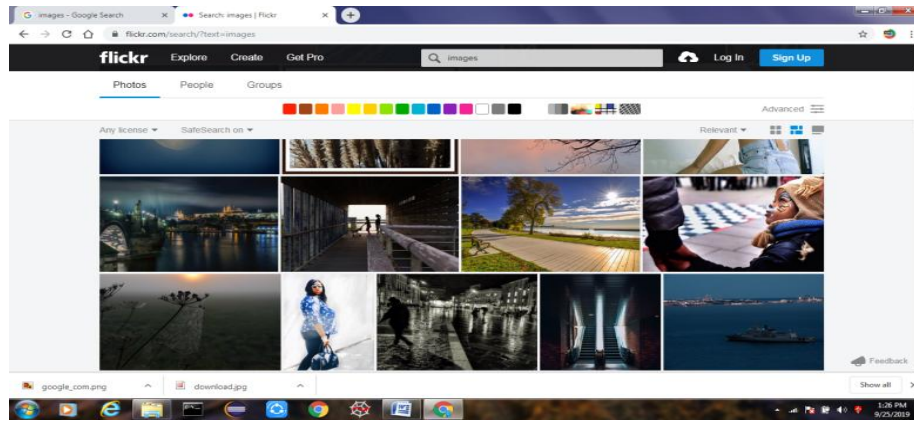 images - Google Search
Search: images | Flickr
flickr.com/search/?text=images
flickr
Explore
Create
Get Pro
images
Log In
Sign Up
Photos
People
Groups
Advanced
Any license
SafeSearch on
Relevant
Feedback
google_com.png
download.jpg
Show all
1:26 PM
9/25/2019